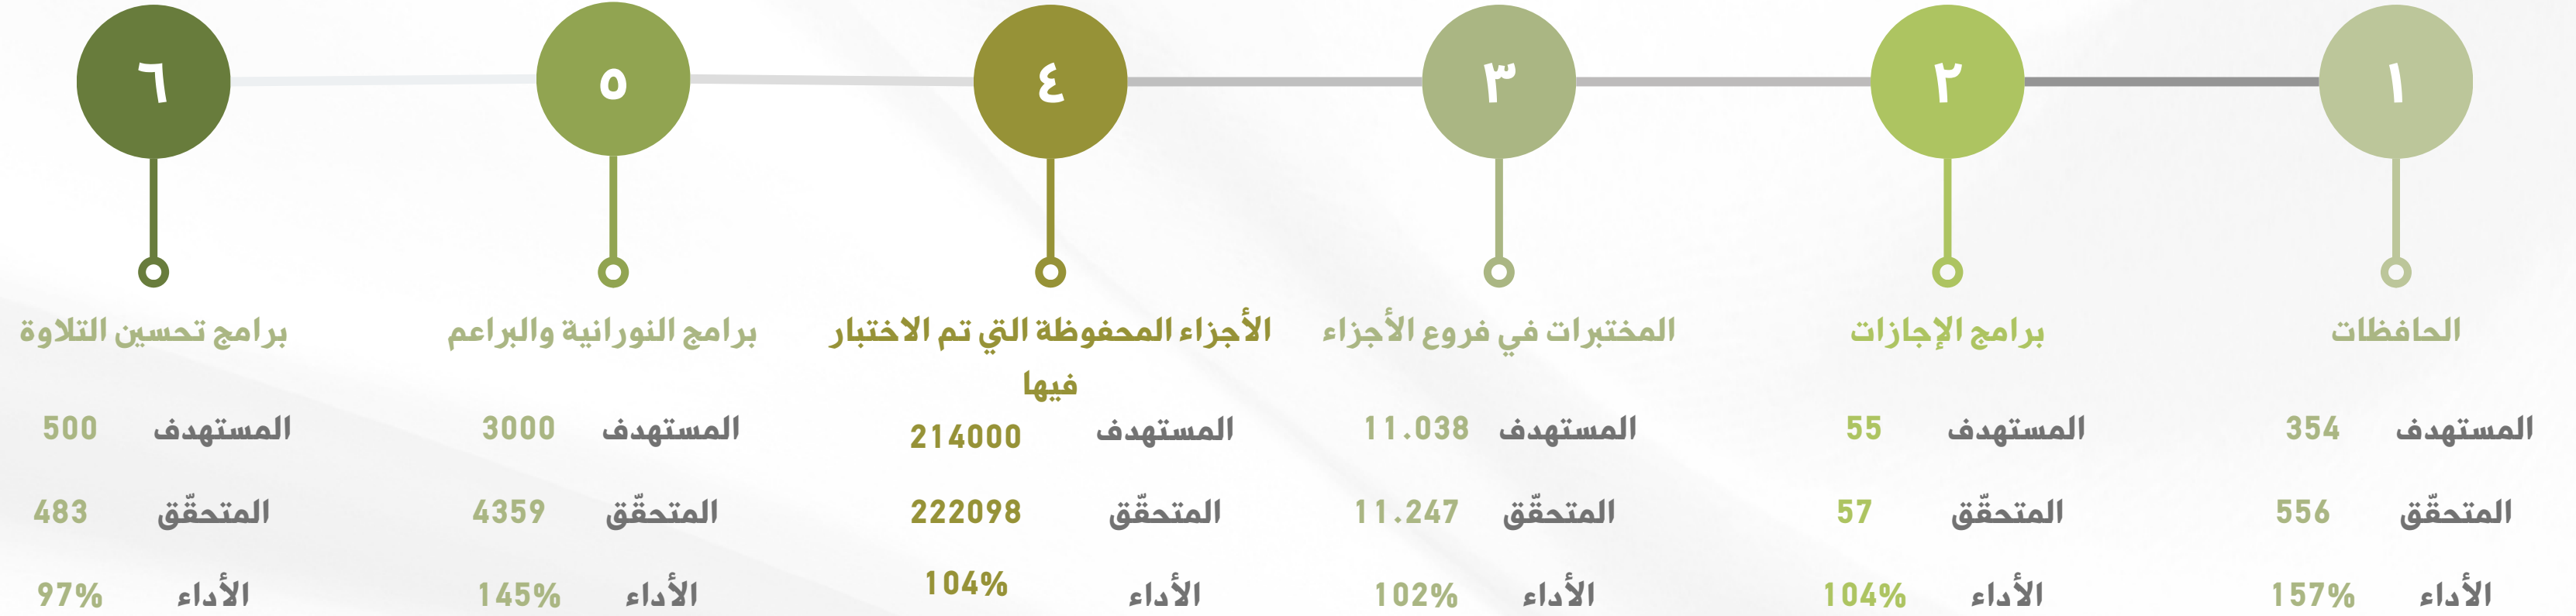 ١
٢
٣
٤
٥
٦
الحافظات
المستهدف 354
المتحقّق 556
الأداء 157%
برامج الإجازات
المستهدف 55
المتحقّق 57
الأداء 104%
المختبرات في فروع الأجزاء
المستهدف 11.038
المتحقّق 11.247
الأداء 102%
الأجزاء المحفوظة التي تم الاختبار
فيها
المستهدف 214000
المتحقّق 222098
الأداء 104%
برامج النورانية والبراعم
المستهدف 3000
المتحقّق 4359
الأداء 145%
برامج تحسين التلاوة
المستهدف 500
المتحقّق 483
الأداء 97%